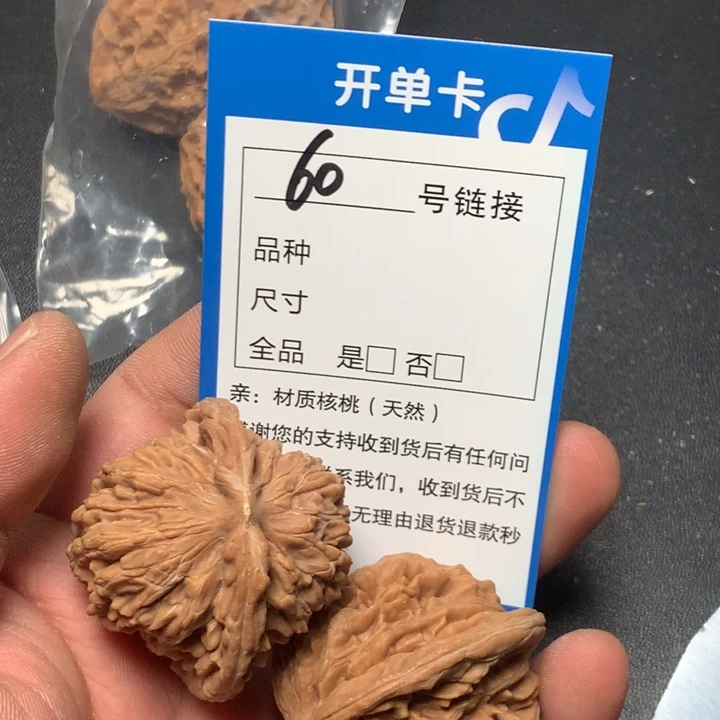 开单卡
60 号链接
品种
尺寸
全品 是□ 否□
亲：材质核桃（天然）
谢您的支持收到货后有任何问
系我们，收到货后不
无理由退货退款秒